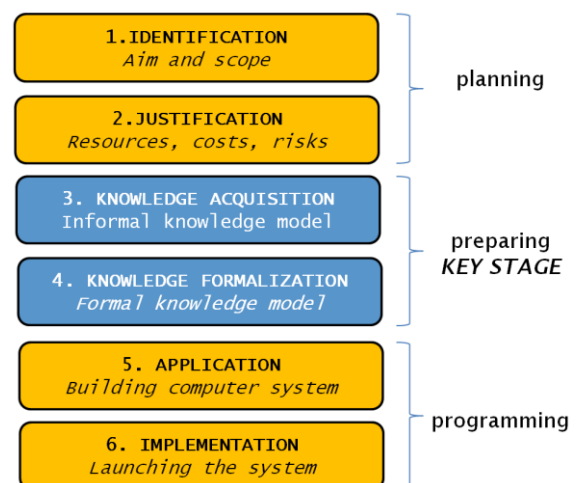 1.IDENTIFICATION
Aim and scope
planning
2.JUSTIFICATION
Resources, costs, risks
3. KNOWLEDGE ACQUISITION
Informal knowledge model
preparing
KEY STAGE
4. KNOWLEDGE FORMALIZATION
Formal knowledge model
5. APPLICATION
Building computer system
programming
6. IMPLEMENTATION
Launching the system